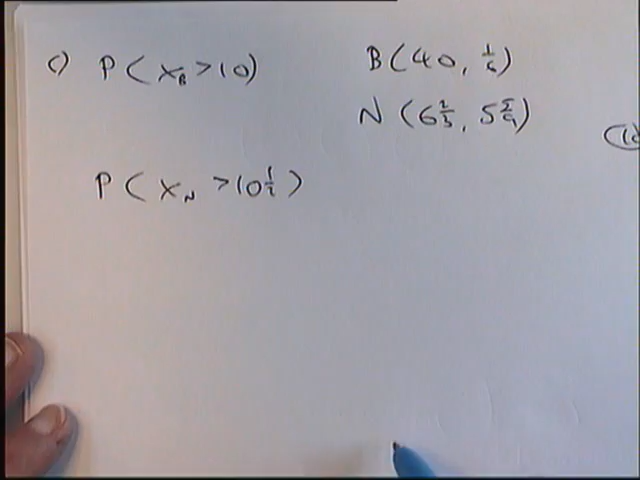 c) P ( X_B > 10) B ( 40, 1/6 )
N ( 6 2/3, 5 5/9 )
P ( X_N > 10 1/2 )